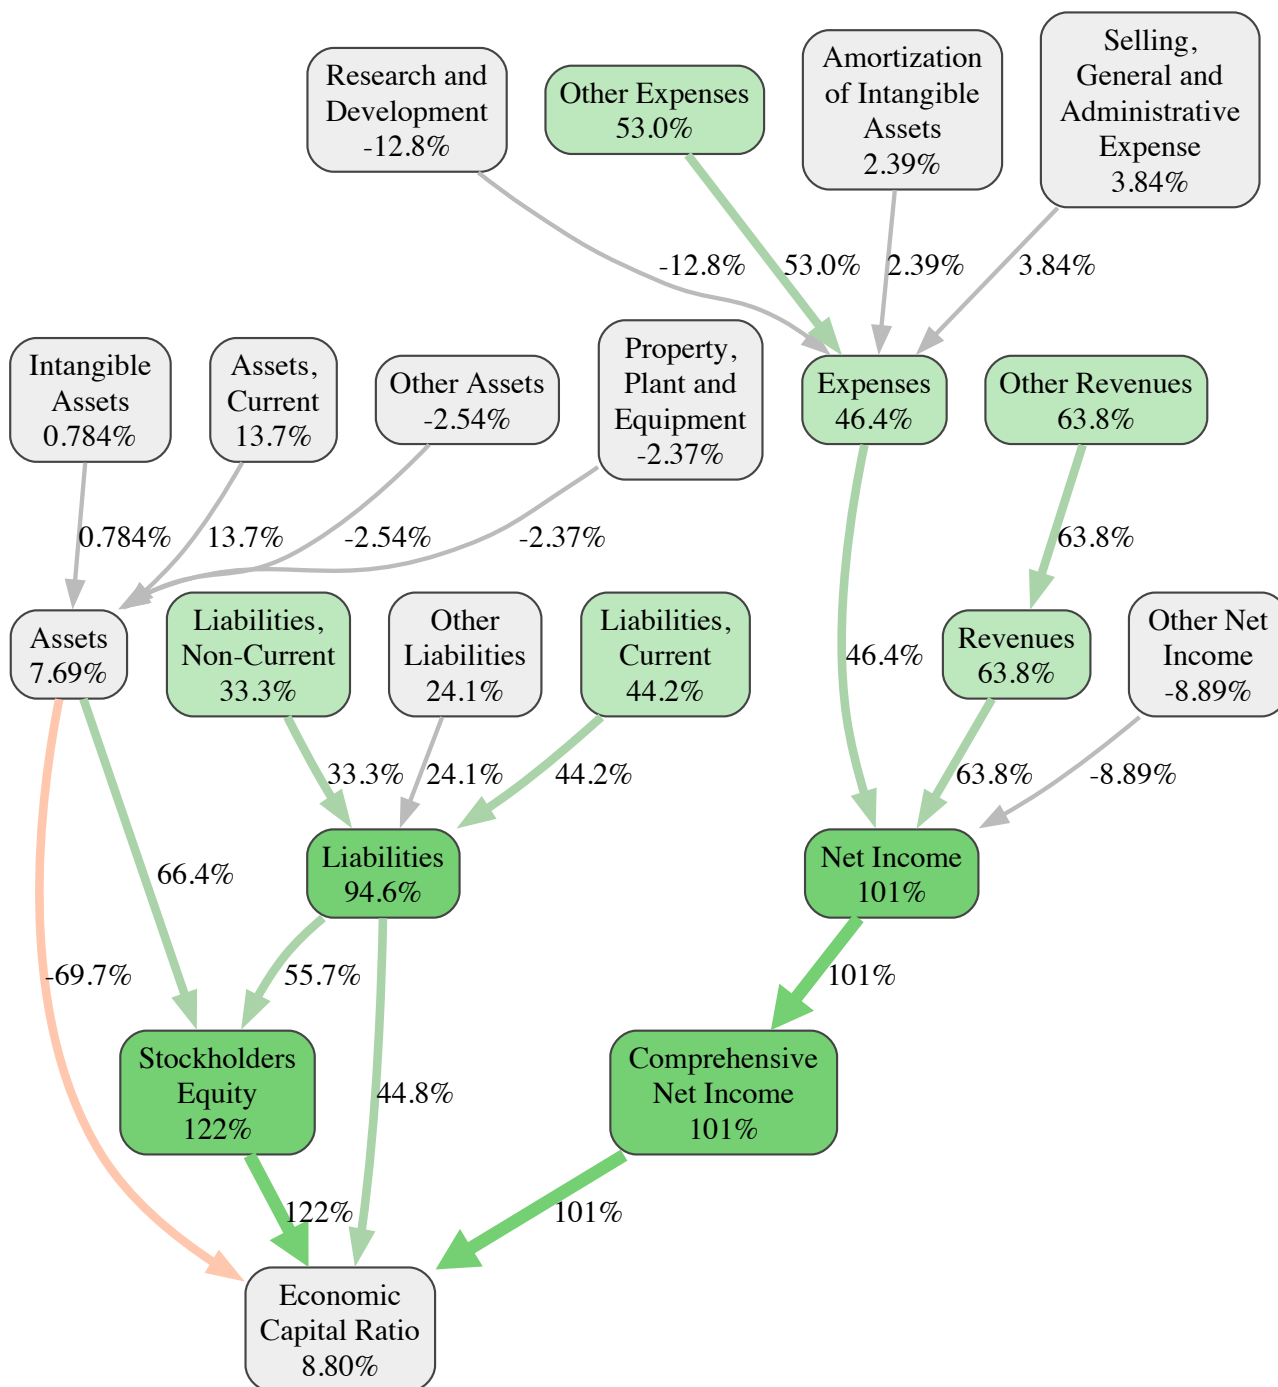 Research and
Development
-12.8%
Other Expenses
53.0%
Amortization
of Intangible
Assets
2.39%
Selling,
General and
Administrative
Expense
3.84%
-12.8%
53.0%
2.39%
3.84%
Intangible
Assets
0.784%
Assets,
Current
13.7%
Other Assets
-2.54%
Property,
Plant and
Equipment
-2.37%
Expenses
46.4%
Other Revenues
63.8%
0.784%
13.7%
-2.54%
-2.37%
63.8%
Assets
7.69%
Liabilities,
Non-Current
33.3%
Other
Liabilities
24.1%
Liabilities,
Current
44.2%
46.4%
Revenues
63.8%
Other Net
Income
-8.89%
33.3%
24.1%
44.2%
63.8%
-8.89%
66.4%
Liabilities
94.6%
Net Income
101%
-69.7%
55.7%
101%
Stockholders
Equity
122%
44.8%
Comprehensive
Net Income
101%
122%
101%
Economic
Capital Ratio
8.80%